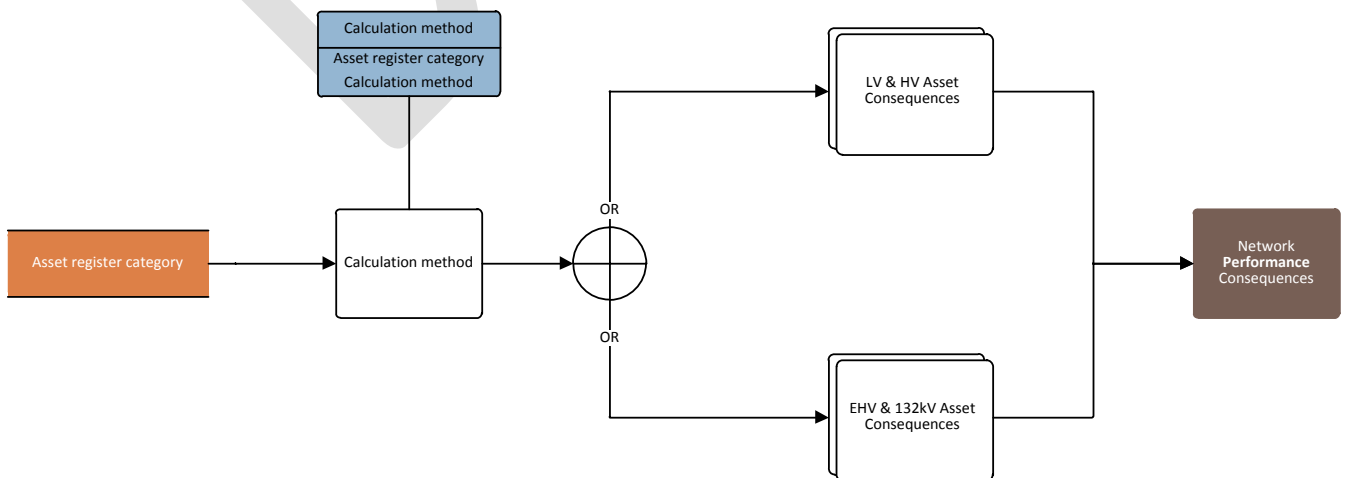 Calculation method
Asset register category
Calculation method
LV & HV Asset
Consequences
OR
Asset register category
Calculation method
Network
Performance
Consequences
OR
EHV & 132kV Asset
Consequences